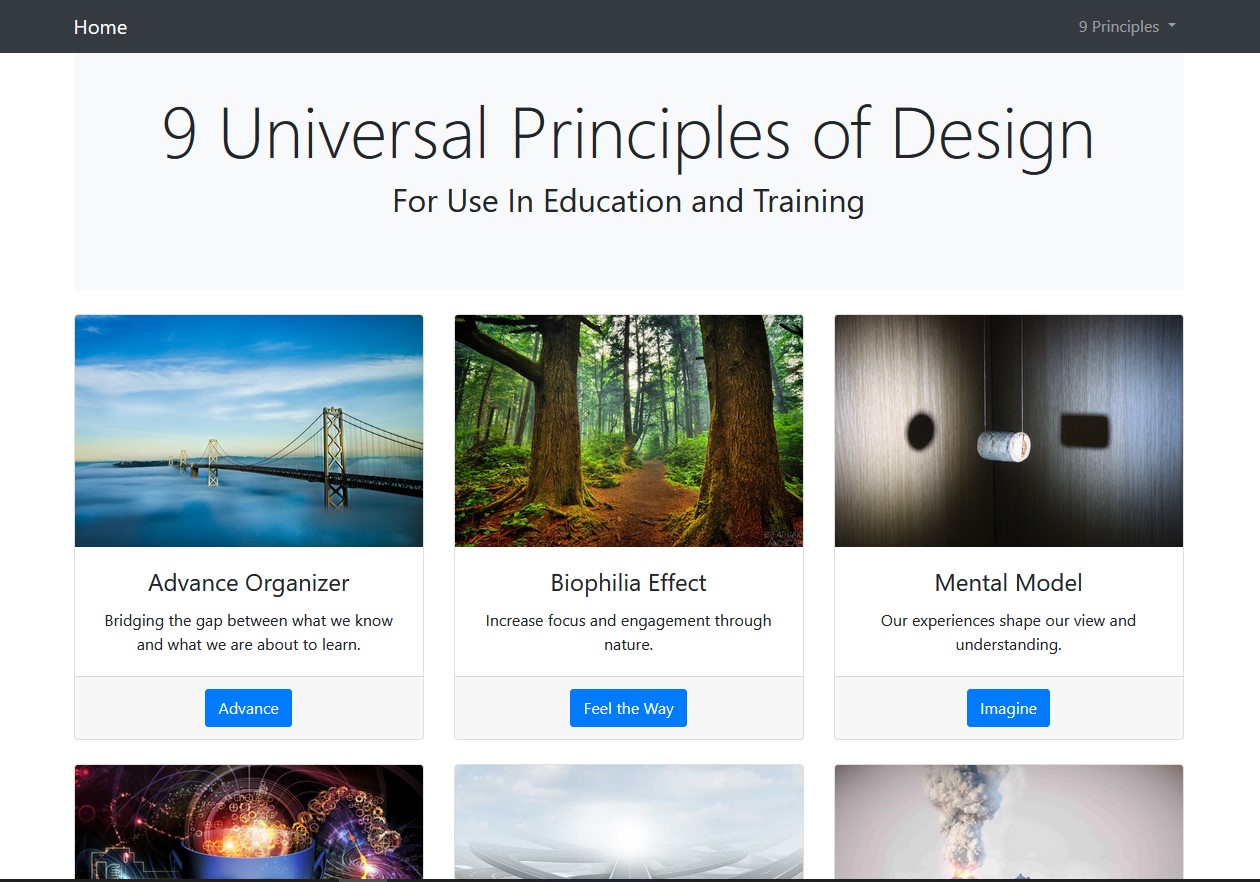 Home
9 Principles
9 Universal Principles of Design
For Use In Education and Training
Advance Organizer
Bridging the gap between what we know
and what we are about to learn.
Advance
Biophilia Effect
Increase focus and engagement through
nature.
Feel the Way
Mental Model
Our experiences shape our view and
understanding.
Imagine